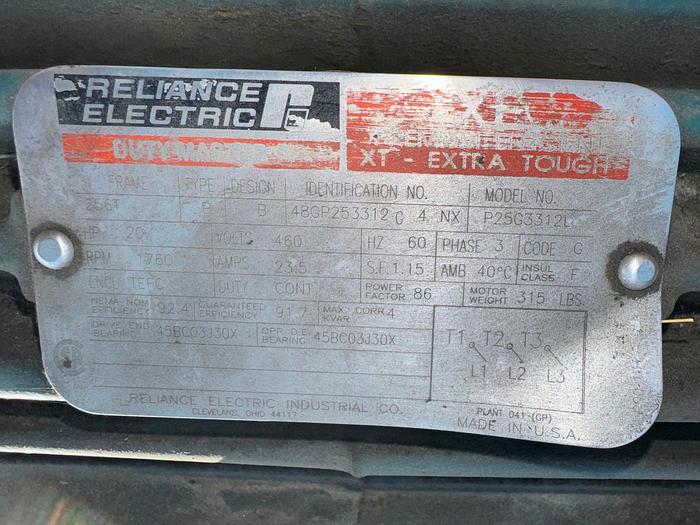 RELIANCE
ELECTRIC
XE
DUTY MASTER
XT - EXTRA TOUGH
FRAME TYPE DESIGN IDENTIFICATION NO. MODEL NO.
256T P B 48GP253312 C 4 NX P25G3312L
HP 20 VOLTS 460 HZ 60 PHASE 3 CODE G
RPM 1760 AMPS 23.5 S.F. 1.15 AMB 40°C INSUL CLASS F
ENCL TEFC DUTY CONT POWER FACTOR 86 MOTOR WEIGHT 315 LBS.
NEMA NOM EFFICIENCY 92.4 GUARANTEED EFFICIENCY 91.7 MAX CORR KVAR 4
DRIVE END BEARING 45BC03J30X OPP D.E. BEARING 45BC03J30X
T1 T2 T3
L1 L2 L3
RELIANCE ELECTRIC INDUSTRIAL CO.
CLEVELAND, OHIO 44117
PLANT 041 (GP)
MADE IN U.S.A.